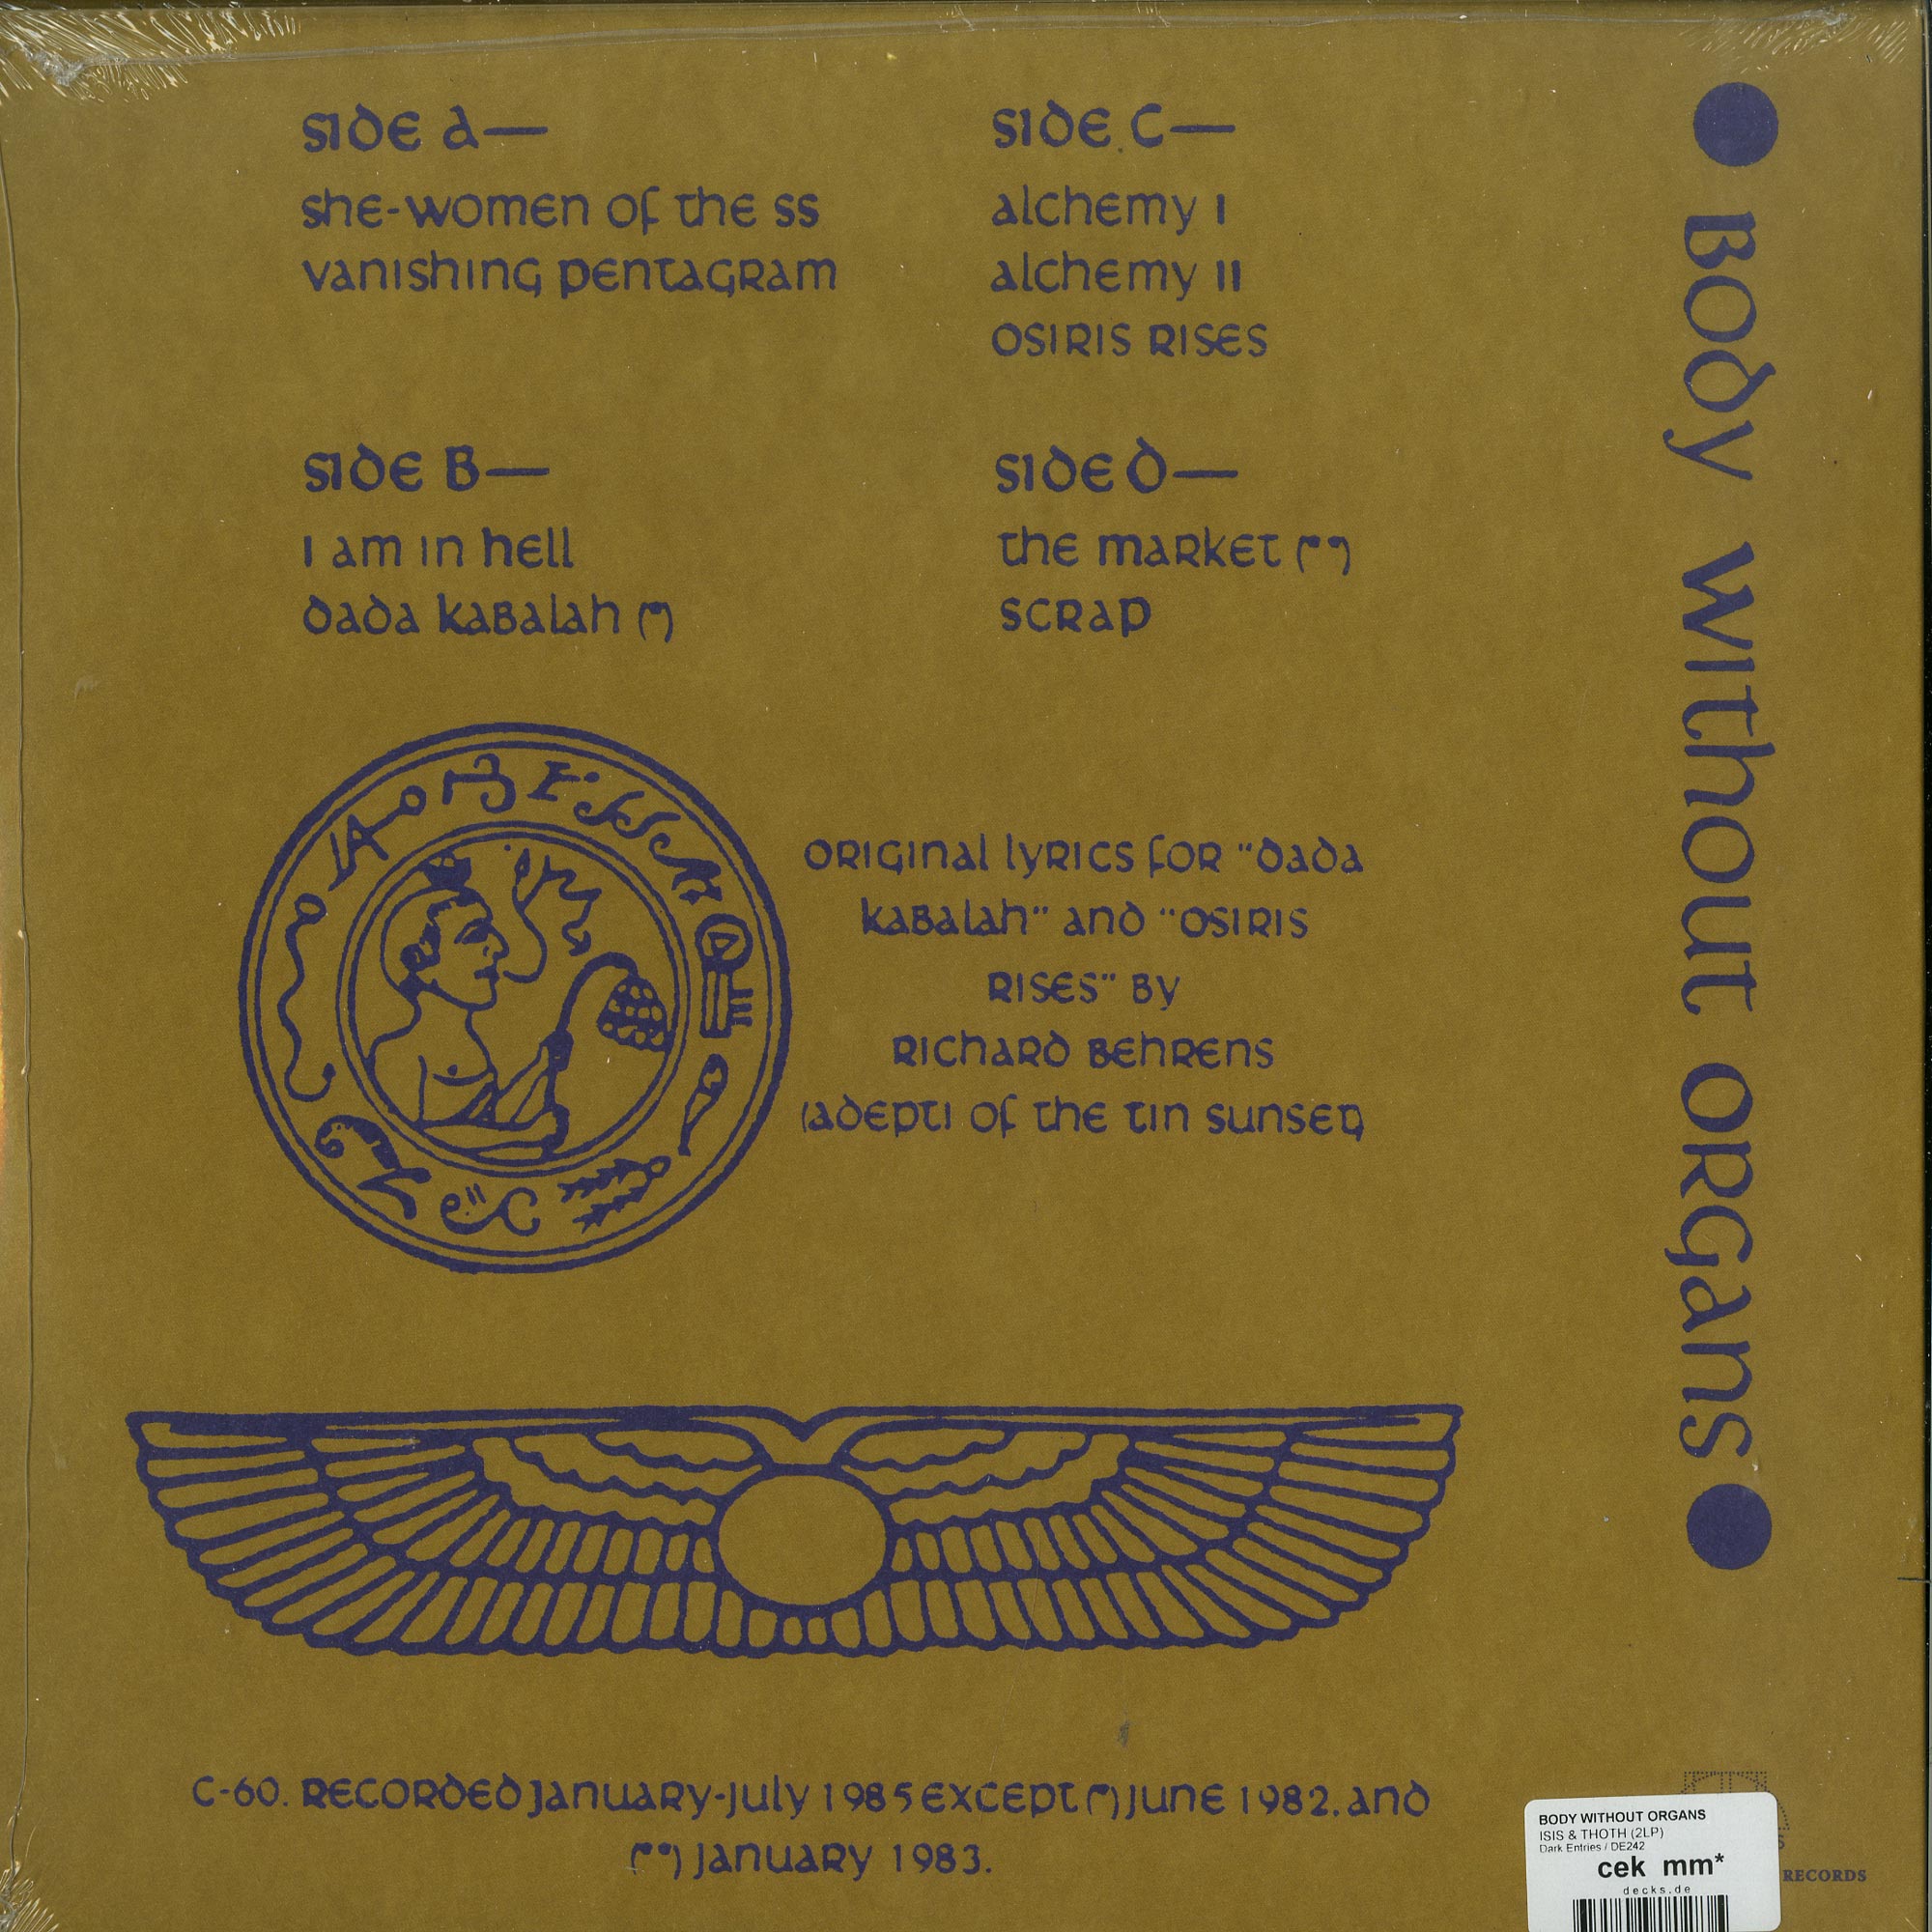 SIDE A—
SHE-WOMEN OF THE SS
VANISHING PENTAGRAM
SIDE B—
I AM IN HELL
DADA KABALAH (*)
SIDE C—
ALCHEMY I
ALCHEMY II
OSIRIS RISES
SIDE D—
THE MARKET (**)
SCRAP
ORIGINAL LYRICS FOR "DADA
KABALAH" AND "OSIRIS
RISES" BY
RICHARD BEHRENS
(ADEPTI OF THE TIN SUNSET)
C-60. RECORDED JANUARY-JULY 1985 EXCEPT (*) JUNE 1982, AND
(**) JANUARY 1983.
BODY WITHOUT ORGANS
BODY WITHOUT ORGANS
ISIS & THOTH (2LP)
Dark Entries / DE242
cek mm*
decks.de
RECORDS